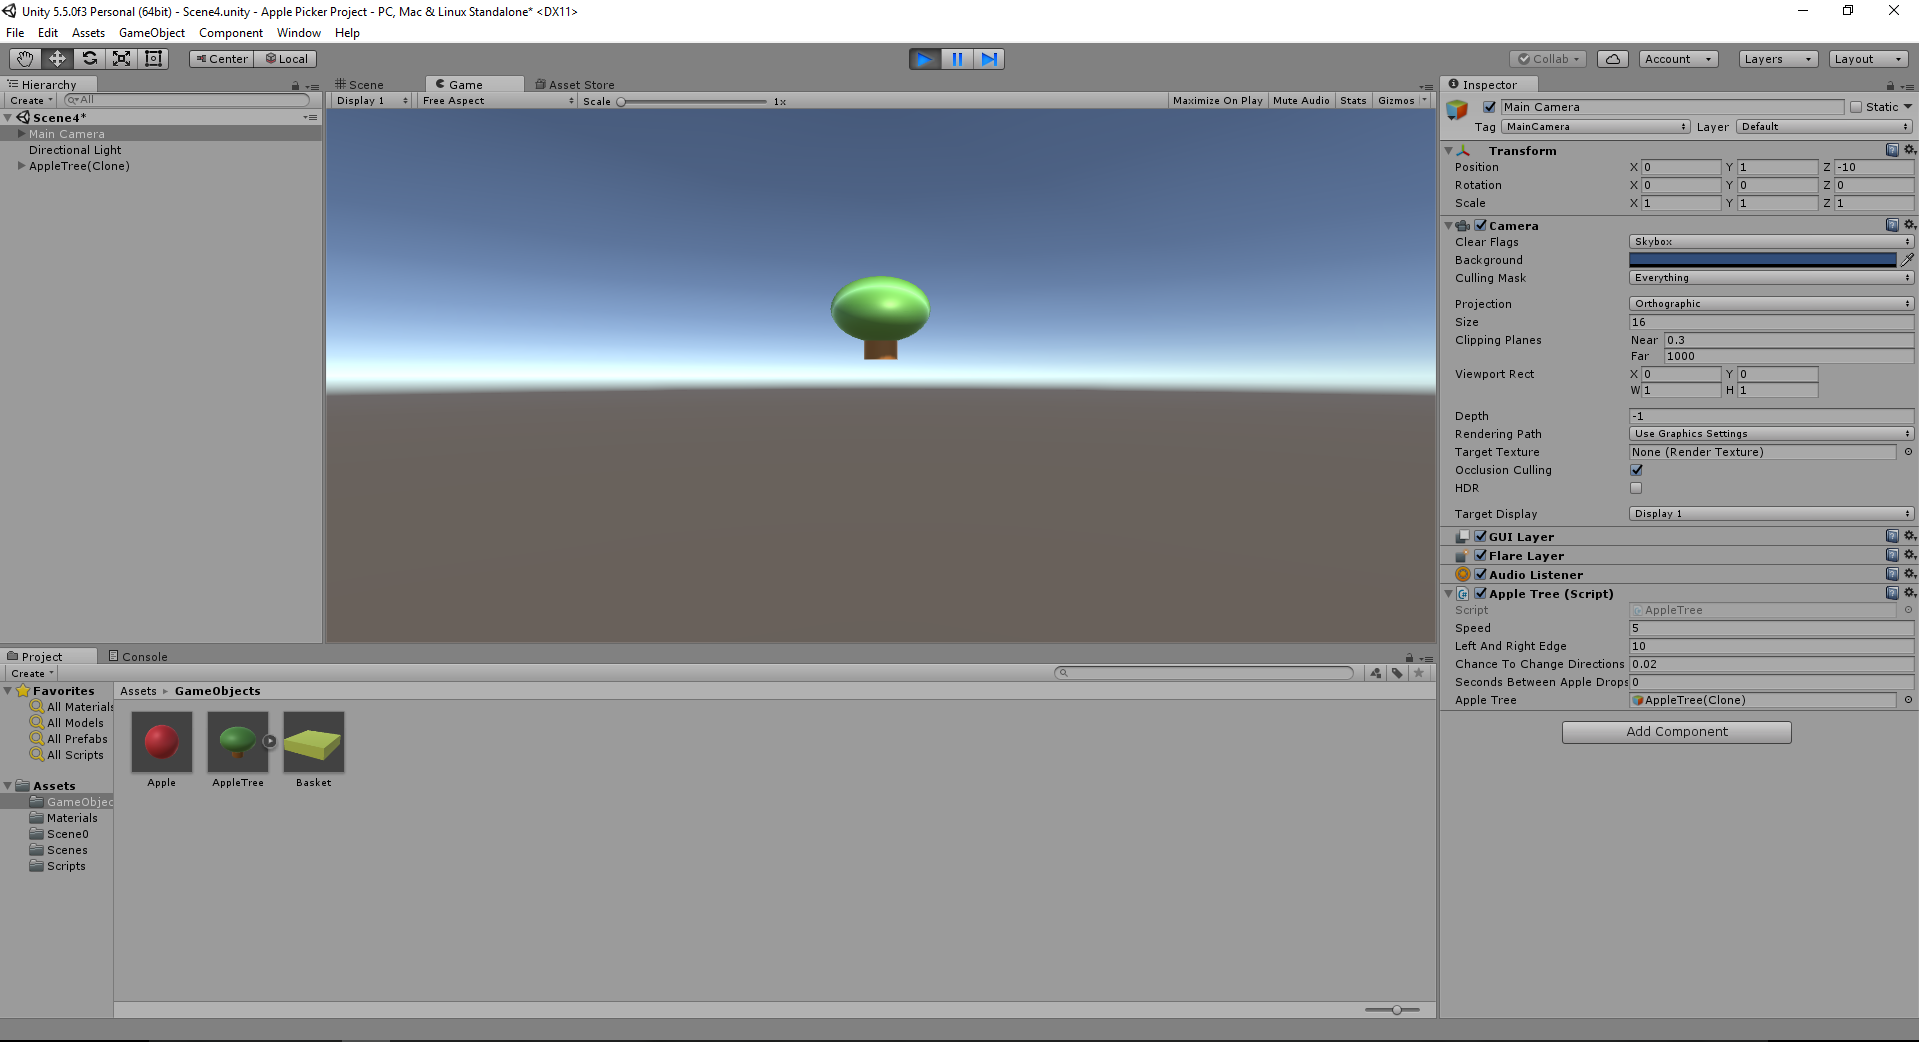 Unity 5.5.0f3 Personal (64bit) - Scene4.unity - Apple Picker Project - PC, Mac & Linux Standalone* <DX11>
File Edit Assets GameObject Component Window Help
Center Local Collab Account Layers Layout
Hierarchy
Create All
Scene4*
Main Camera
Directional Light
AppleTree(Clone)
Scene Game Asset Store
Display 1 Free Aspect Scale 1x Maximize On Play Mute Audio Stats Gizmos
Inspector
Main Camera Static
Tag MainCamera Layer Default
Transform
Position X 0 Y 1 Z -10
Rotation X 0 Y 0 Z 0
Scale X 1 Y 1 Z 1
Camera
Clear Flags Skybox
Background
Culling Mask Everything
Projection Orthographic
Size 16
Clipping Planes Near 0.3
Far 1000
Viewport Rect X 0 Y 0
W 1 H 1
Depth -1
Rendering Path Use Graphics Settings
Target Texture None (Render Texture)
Occlusion Culling
HDR
Target Display Display 1
GUI Layer
Flare Layer
Audio Listener
Apple Tree (Script)
Script AppleTree
Speed 5
Left And Right Edge 10
Chance To Change Directions 0.02
Seconds Between Apple Drops 0
Apple Tree AppleTree(Clone)
Add Component
Project Console
Create
Favorites
All Materials
All Models
All Prefabs
All Scripts
Assets
GameObjec
Materials
Scene0
Scenes
Scripts
Assets GameObjects
Apple AppleTree Basket